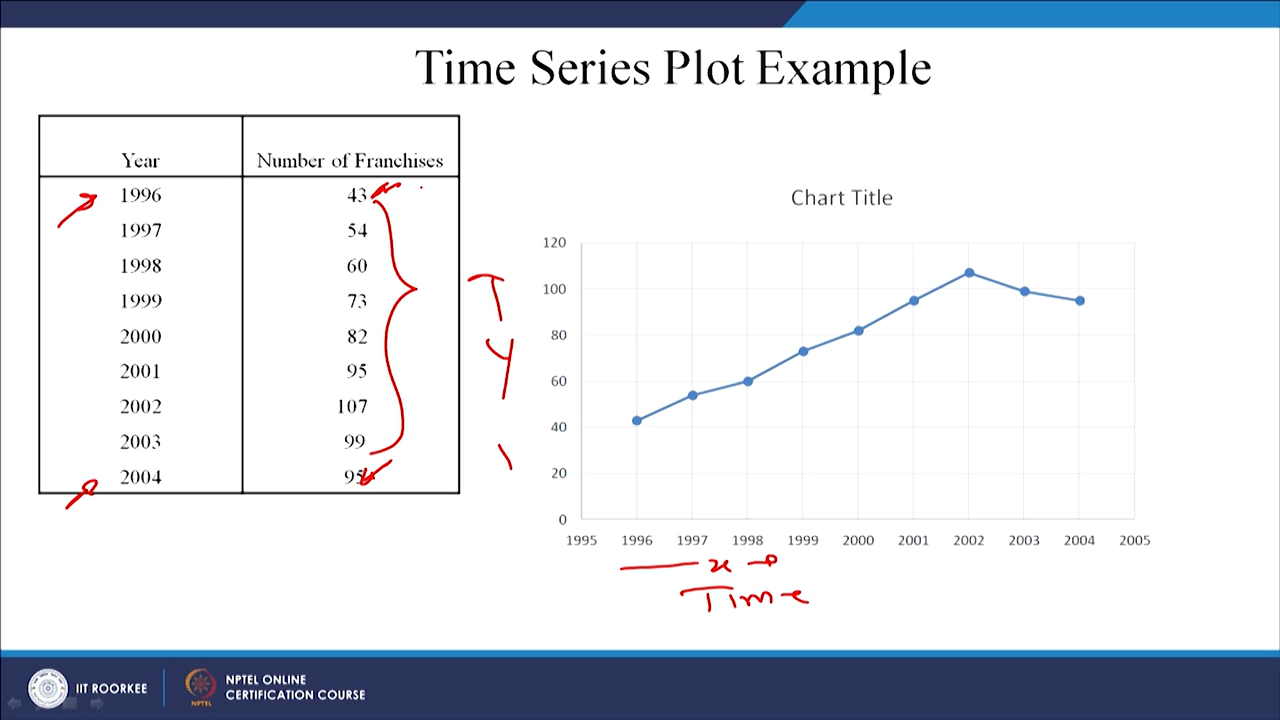 Time Series Plot Example
Year Number of Franchises
1996 43
1997 54
1998 60
1999 73
2000 82
2001 95
2002 107
2003 99
2004 95
y
Chart Title
120
100
80
60
40
20
0
1995 1996 1997 1998 1999 2000 2001 2002 2003 2004 2005
x
Time
IIT ROORKEE
NPTEL ONLINE
CERTIFICATION COURSE
NPTEL